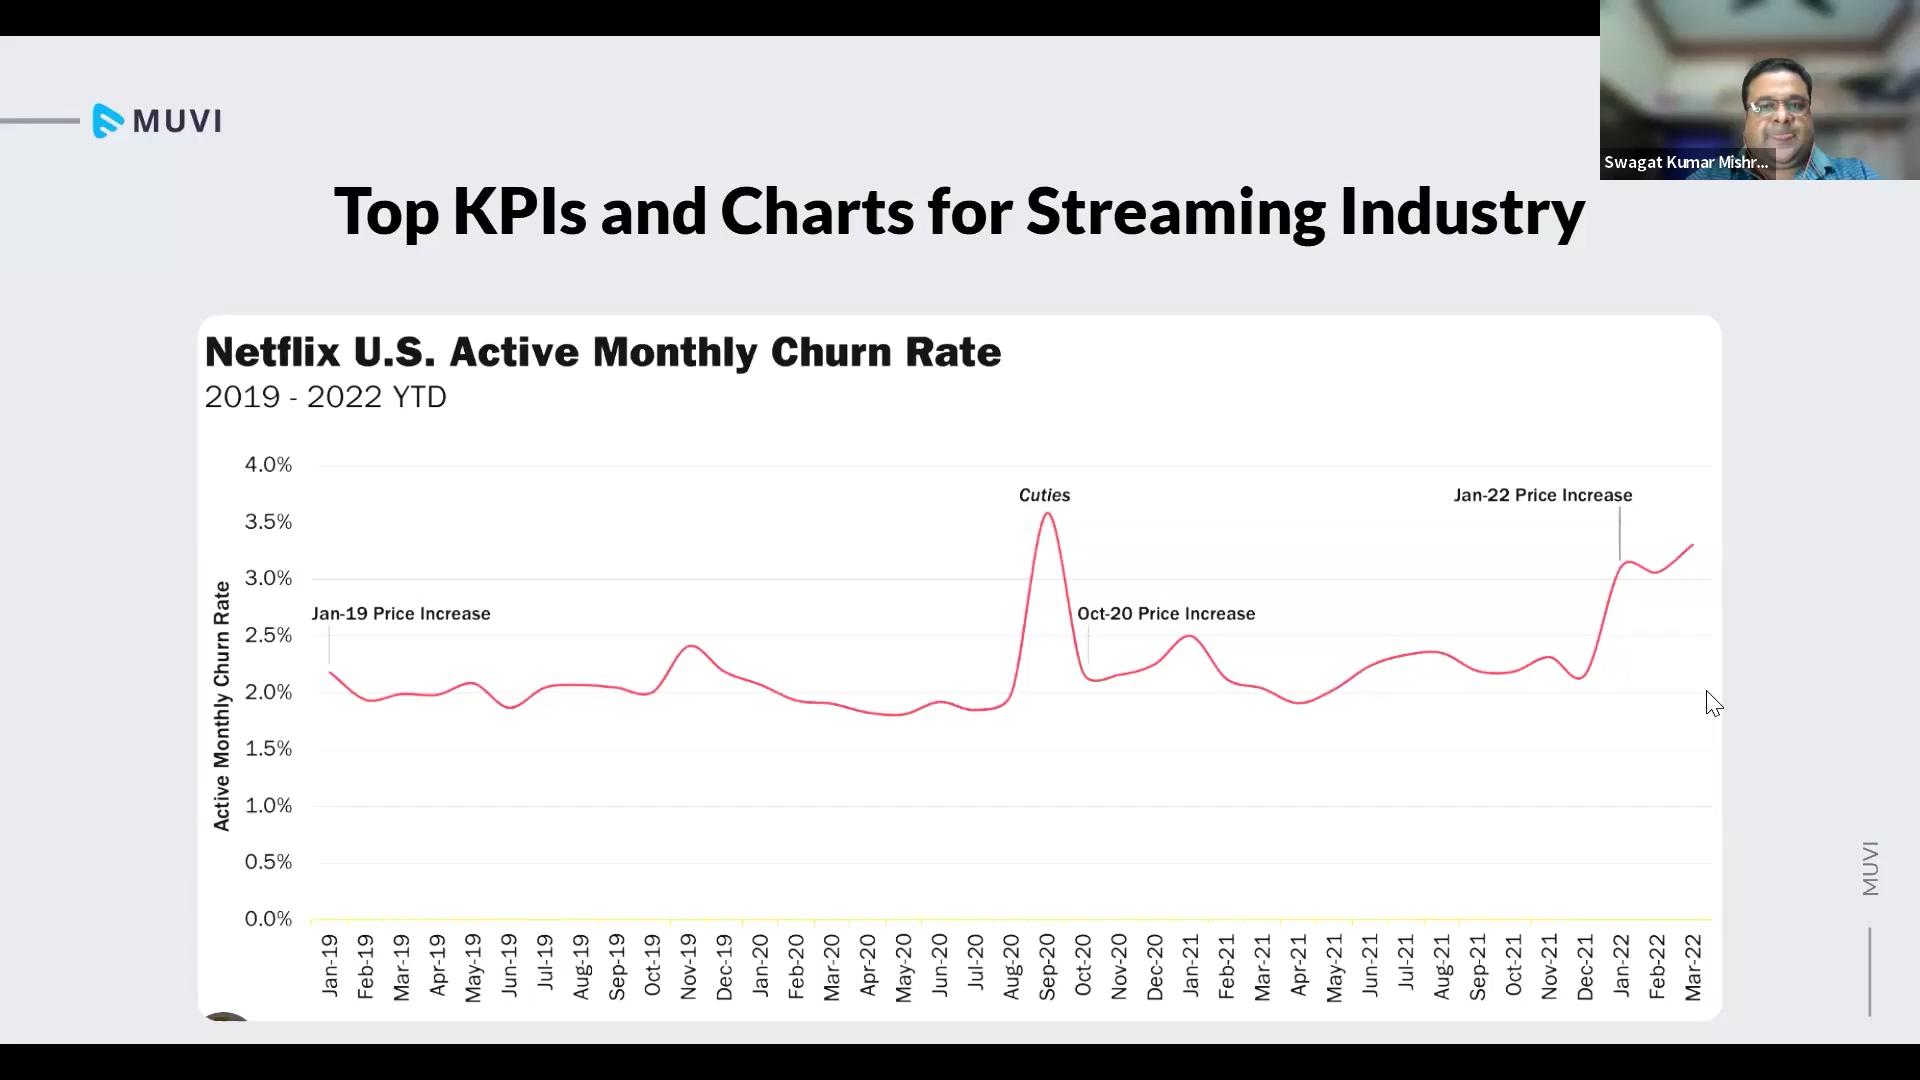 MUVI
Swagat Kumar Mishr...
Top KPIs and Charts for Streaming Industry
Netflix U.S. Active Monthly Churn Rate
2019 - 2022 YTD
Active Monthly Churn Rate
4.0%
3.5%
3.0%
2.5%
2.0%
1.5%
1.0%
0.5%
0.0%
Cuties
Jan-22 Price Increase
Jan-19 Price Increase
Oct-20 Price Increase
Jan-19
Feb-19
Mar-19
Apr-19
May-19
Jun-19
Jul-19
Aug-19
Sep-19
Oct-19
Nov-19
Dec-19
Jan-20
Feb-20
Mar-20
Apr-20
May-20
Jun-20
Jul-20
Aug-20
Sep-20
Oct-20
Nov-20
Dec-20
Jan-21
Feb-21
Mar-21
Apr-21
May-21
Jun-21
Jul-21
Aug-21
Sep-21
Oct-21
Nov-21
Dec-21
Jan-22
Feb-22
Mar-22
MUVI